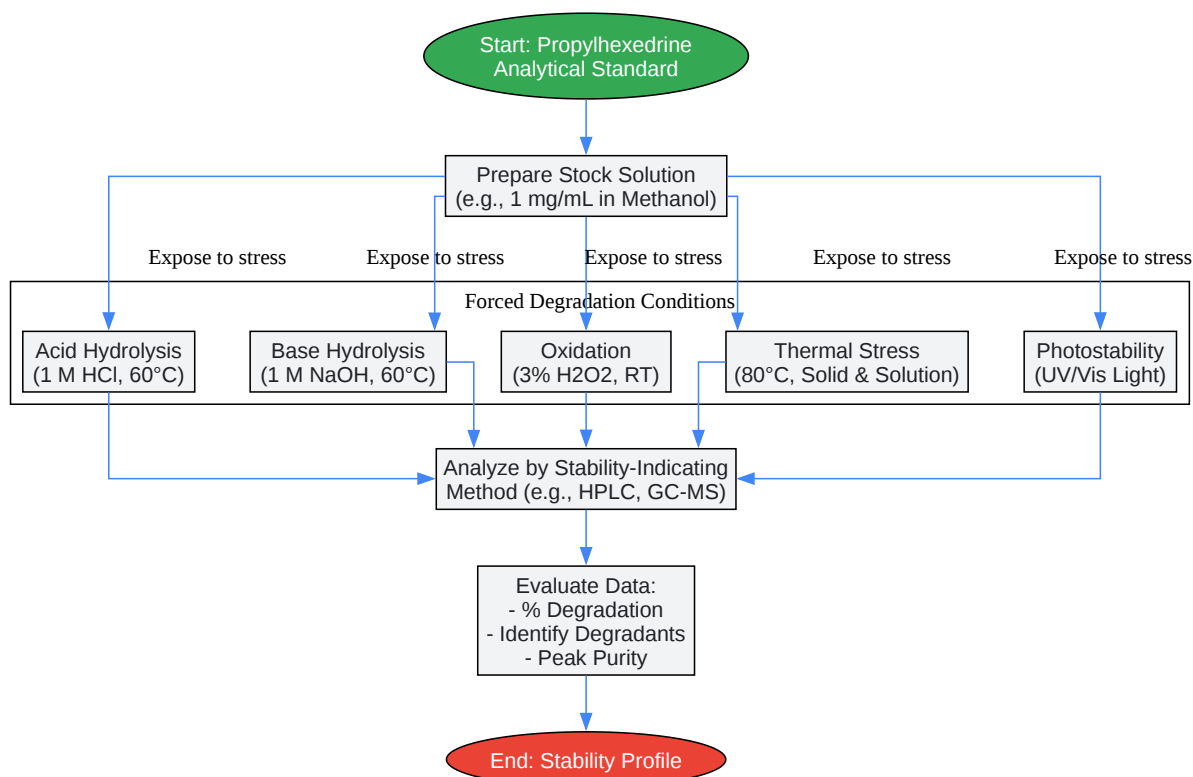 Start: Propylhexedrine
Analytical Standard
Prepare Stock Solution
(e.g., 1 mg/mL in Methanol)
Expose to stress
Expose to stress
Expose to stress
Expose to stress
Expose to stress
Forced Degradation Conditions
Acid Hydrolysis
(1 M HCl, 60°C)
Base Hydrolysis
(1 M NaOH, 60°C)
Oxidation
(3% H2O2, RT)
Thermal Stress
(80°C, Solid & Solution)
Photostability
(UV/Vis Light)
Analyze by Stability-Indicating
Method (e.g., HPLC, GC-MS)
Evaluate Data:
- % Degradation
- Identify Degradants
- Peak Purity
End: Stability Profile